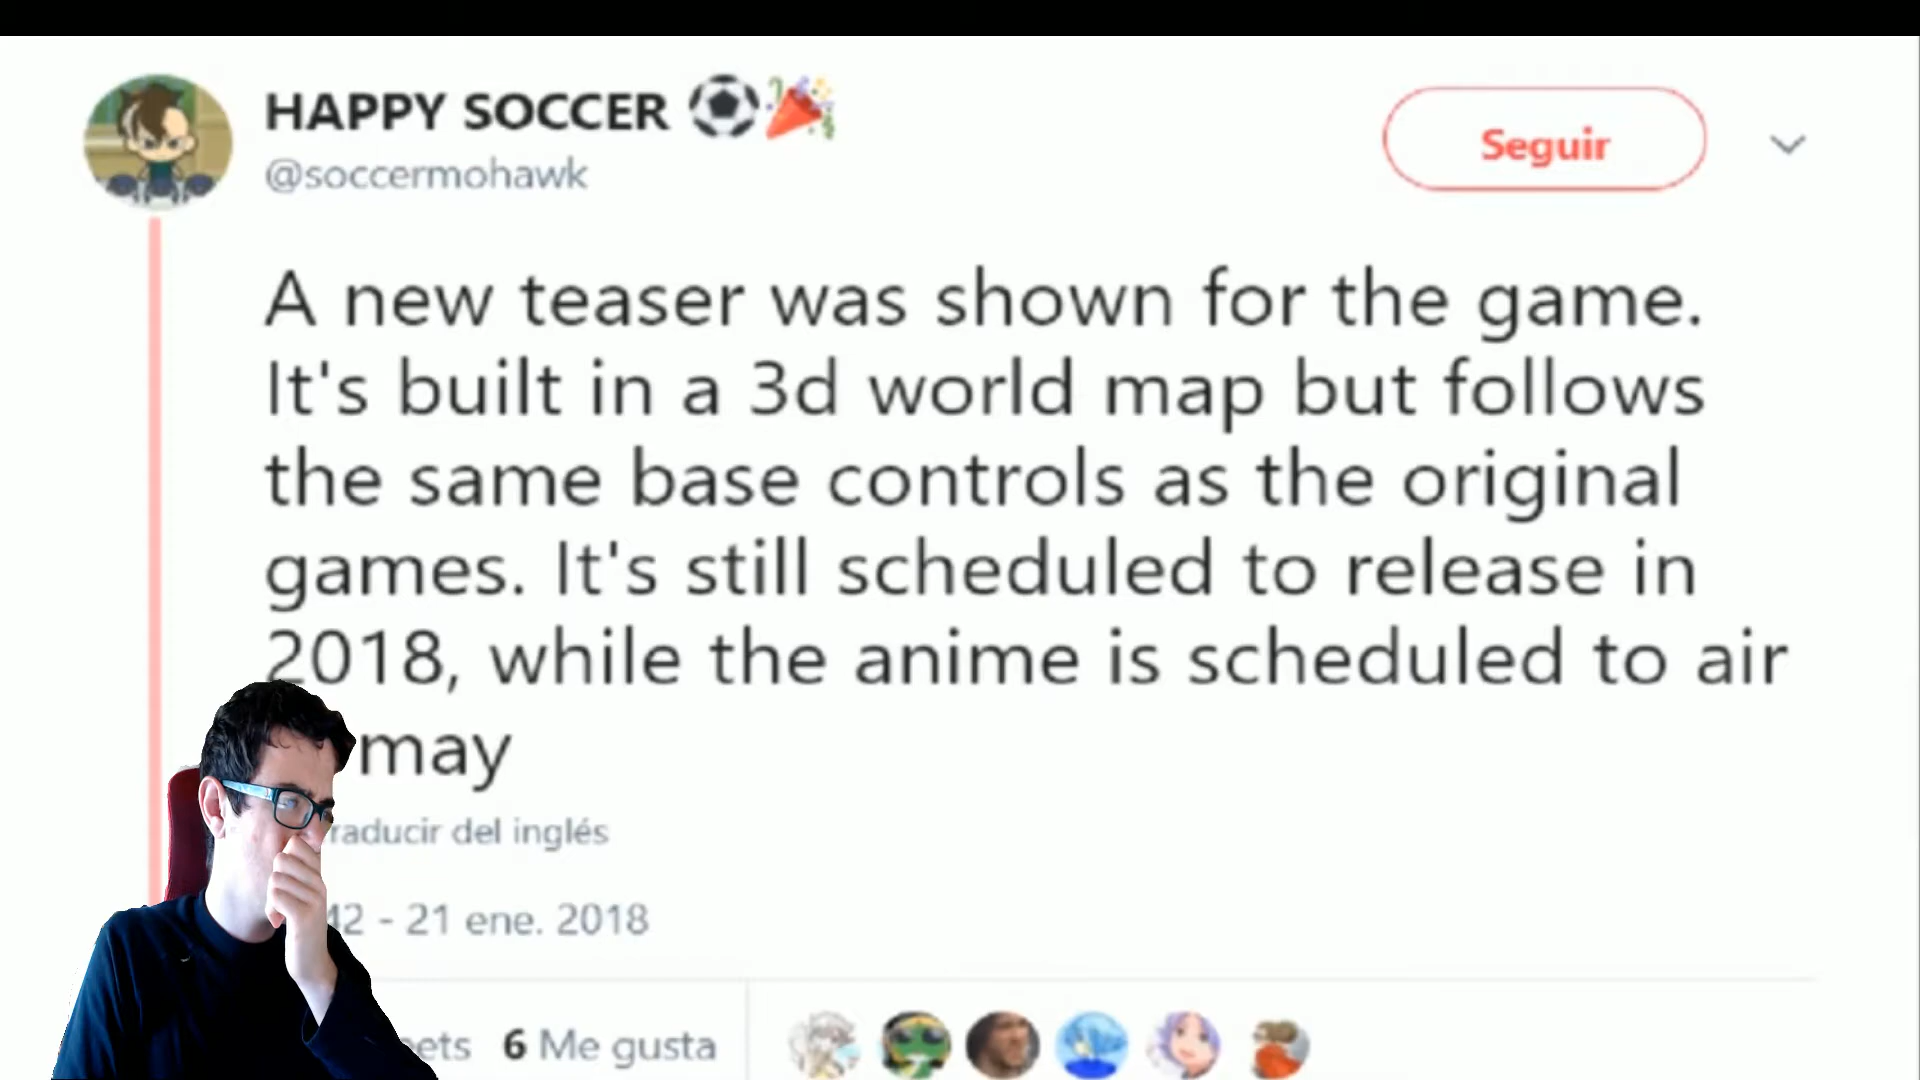 HAPPY SOCCER
@soccermohawk
Seguir
A new teaser was shown for the game.
It's built in a 3d world map but follows
the same base controls as the original
games. It's still scheduled to release in
2018, while the anime is scheduled to air
may
raducir del inglés
42 - 21 ene. 2018
eets 6 Me gusta